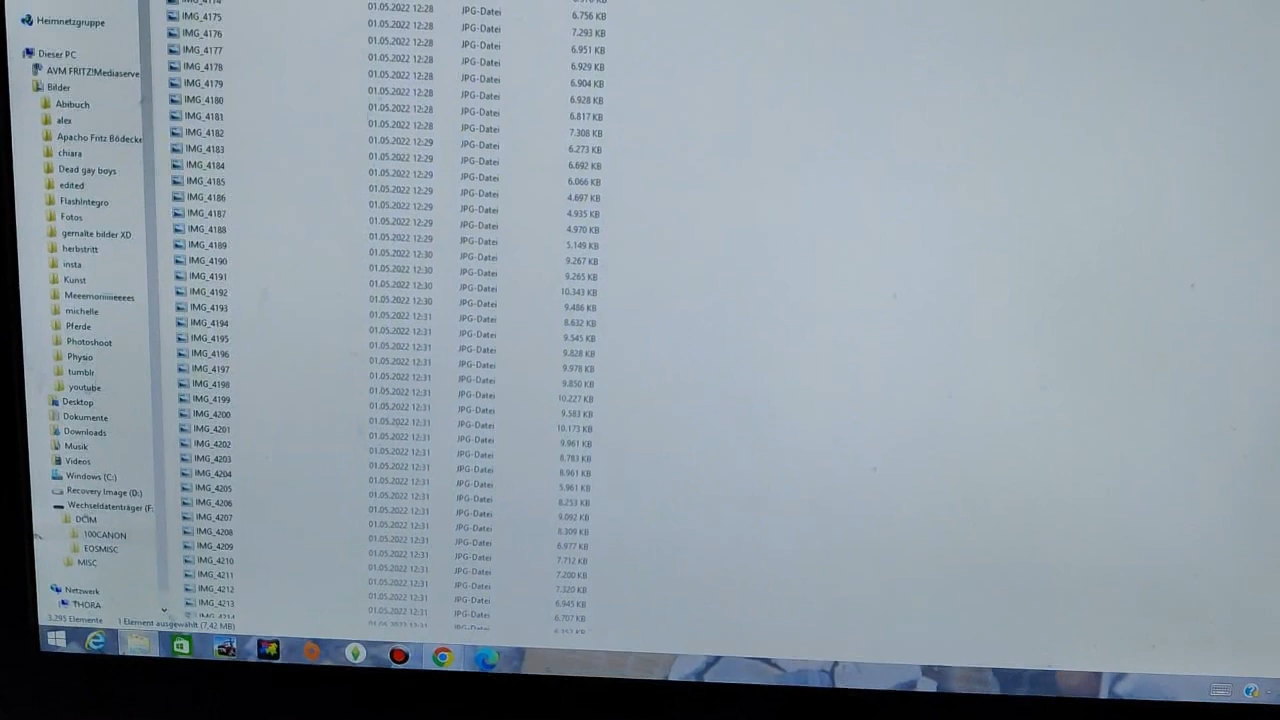 Heimnetzgruppe
Dieser PC
AVM FRITZ!Mediaserve
Bilder
Abibuch
alex
Apacho Fritz Bödecke
chiara
Dead gay boys
edited
FlashIntegro
Fotos
gemalte bilder XD
herbstritt
insta
Kunst
Meeemoniiiieeees
michelle
Pferde
Photoshoot
Physio
tumblr
youtube
Desktop
Dokumente
Downloads
Musik
Videos
Windows (C:)
Recovery Image (D:)
Wechseldatenträger (F:
DCIM
100CANON
EOSMISC
MISC
Netzwerk
THORA
3.295 Elemente 1 Element ausgewählt (7,42 MB)
IMG_4175 01.05.2022 12:28 JPG-Datei 6.756 KB
IMG_4176 01.05.2022 12:28 JPG-Datei 7.293 KB
IMG_4177 01.05.2022 12:28 JPG-Datei 6.951 KB
IMG_4178 01.05.2022 12:28 JPG-Datei 6.929 KB
IMG_4179 01.05.2022 12:28 JPG-Datei 6.904 KB
IMG_4180 01.05.2022 12:28 JPG-Datei 6.928 KB
IMG_4181 01.05.2022 12:28 JPG-Datei 6.817 KB
IMG_4182 01.05.2022 12:28 JPG-Datei 7.308 KB
IMG_4183 01.05.2022 12:29 JPG-Datei 6.273 KB
IMG_4184 01.05.2022 12:29 JPG-Datei 6.692 KB
IMG_4185 01.05.2022 12:29 JPG-Datei 6.066 KB
IMG_4186 01.05.2022 12:29 JPG-Datei 4.697 KB
IMG_4187 01.05.2022 12:29 JPG-Datei 4.935 KB
IMG_4188 01.05.2022 12:29 JPG-Datei 4.970 KB
IMG_4189 01.05.2022 12:29 JPG-Datei 5.149 KB
IMG_4190 01.05.2022 12:30 JPG-Datei 9.267 KB
IMG_4191 01.05.2022 12:30 JPG-Datei 9.265 KB
IMG_4192 01.05.2022 12:30 JPG-Datei 10.343 KB
IMG_4193 01.05.2022 12:30 JPG-Datei 9.486 KB
IMG_4194 01.05.2022 12:31 JPG-Datei 8.632 KB
IMG_4195 01.05.2022 12:31 JPG-Datei 9.545 KB
IMG_4196 01.05.2022 12:31 JPG-Datei 9.828 KB
IMG_4197 01.05.2022 12:31 JPG-Datei 9.978 KB
IMG_4198 01.05.2022 12:31 JPG-Datei 9.850 KB
IMG_4199 01.05.2022 12:31 JPG-Datei 10.227 KB
IMG_4200 01.05.2022 12:31 JPG-Datei 9.583 KB
IMG_4201 01.05.2022 12:31 JPG-Datei 10.173 KB
IMG_4202 01.05.2022 12:31 JPG-Datei 9.961 KB
IMG_4203 01.05.2022 12:31 JPG-Datei 8.783 KB
IMG_4204 01.05.2022 12:31 JPG-Datei 8.961 KB
IMG_4205 01.05.2022 12:31 JPG-Datei 5.961 KB
IMG_4206 01.05.2022 12:31 JPG-Datei 8.253 KB
IMG_4207 01.05.2022 12:31 JPG-Datei 9.092 KB
IMG_4208 01.05.2022 12:31 JPG-Datei 8.309 KB
IMG_4209 01.05.2022 12:31 JPG-Datei 6.977 KB
IMG_4210 01.05.2022 12:31 JPG-Datei 7.712 KB
IMG_4211 01.05.2022 12:31 JPG-Datei 7.200 KB
IMG_4212 01.05.2022 12:31 JPG-Datei 7.320 KB
IMG_4213 01.05.2022 12:31 JPG-Datei 6.945 KB